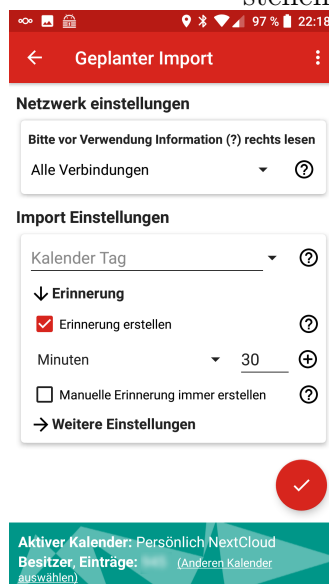 97 % 22:18
Geplanter Import
Netzwerk einstellungen
Bitte vor Verwendung Information (?) rechts lesen
Alle Verbindungen
Import Einstellungen
Kalender Tag
Erinnerung
Erinnerung erstellen
Minuten 30
Manuelle Erinnerung immer erstellen
Weitere Einstellungen
Aktiver Kalender: Persönlich NextCloud
Besitzer, Einträge: (Anderen Kalender
auswählen)